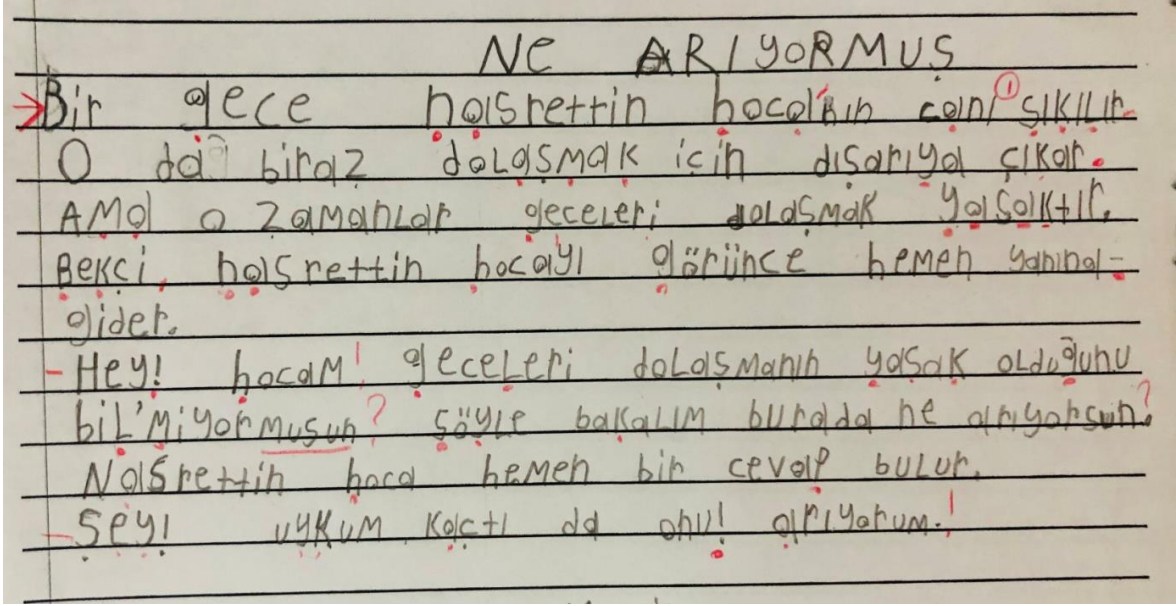 NE ARIYORMUŞ
Bir gece nasrettin hoca'nın canı sıkılır.
O da biraz dolaşmak için dışarıya çıkar.
AMa o zamanlar geceleri dolaşmak yasaktır.
Bekçi, nasrettin hocayı görünce hemen yanına
gider.
- Hey! hocam! geceleri dolaşmanın yasak olduğunu
bil'miyormusun? söyle bakalım burada ne arıyorsun?
Nasrettin hoca hemen bir cevap bulur.
- ŞEY! uykum kaçtı da onu! arıyorum.!